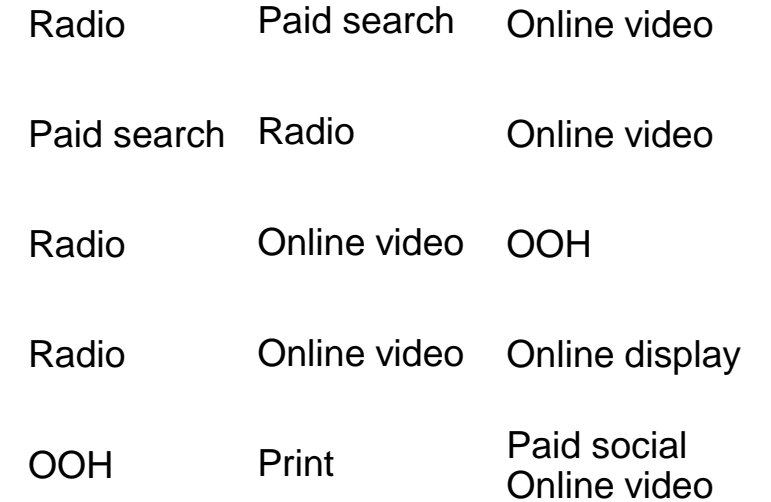 Radio Paid search Online video
Paid search Radio Online video
Radio Online video OOH
Radio Online video Online display
OOH Print Paid social
Online video